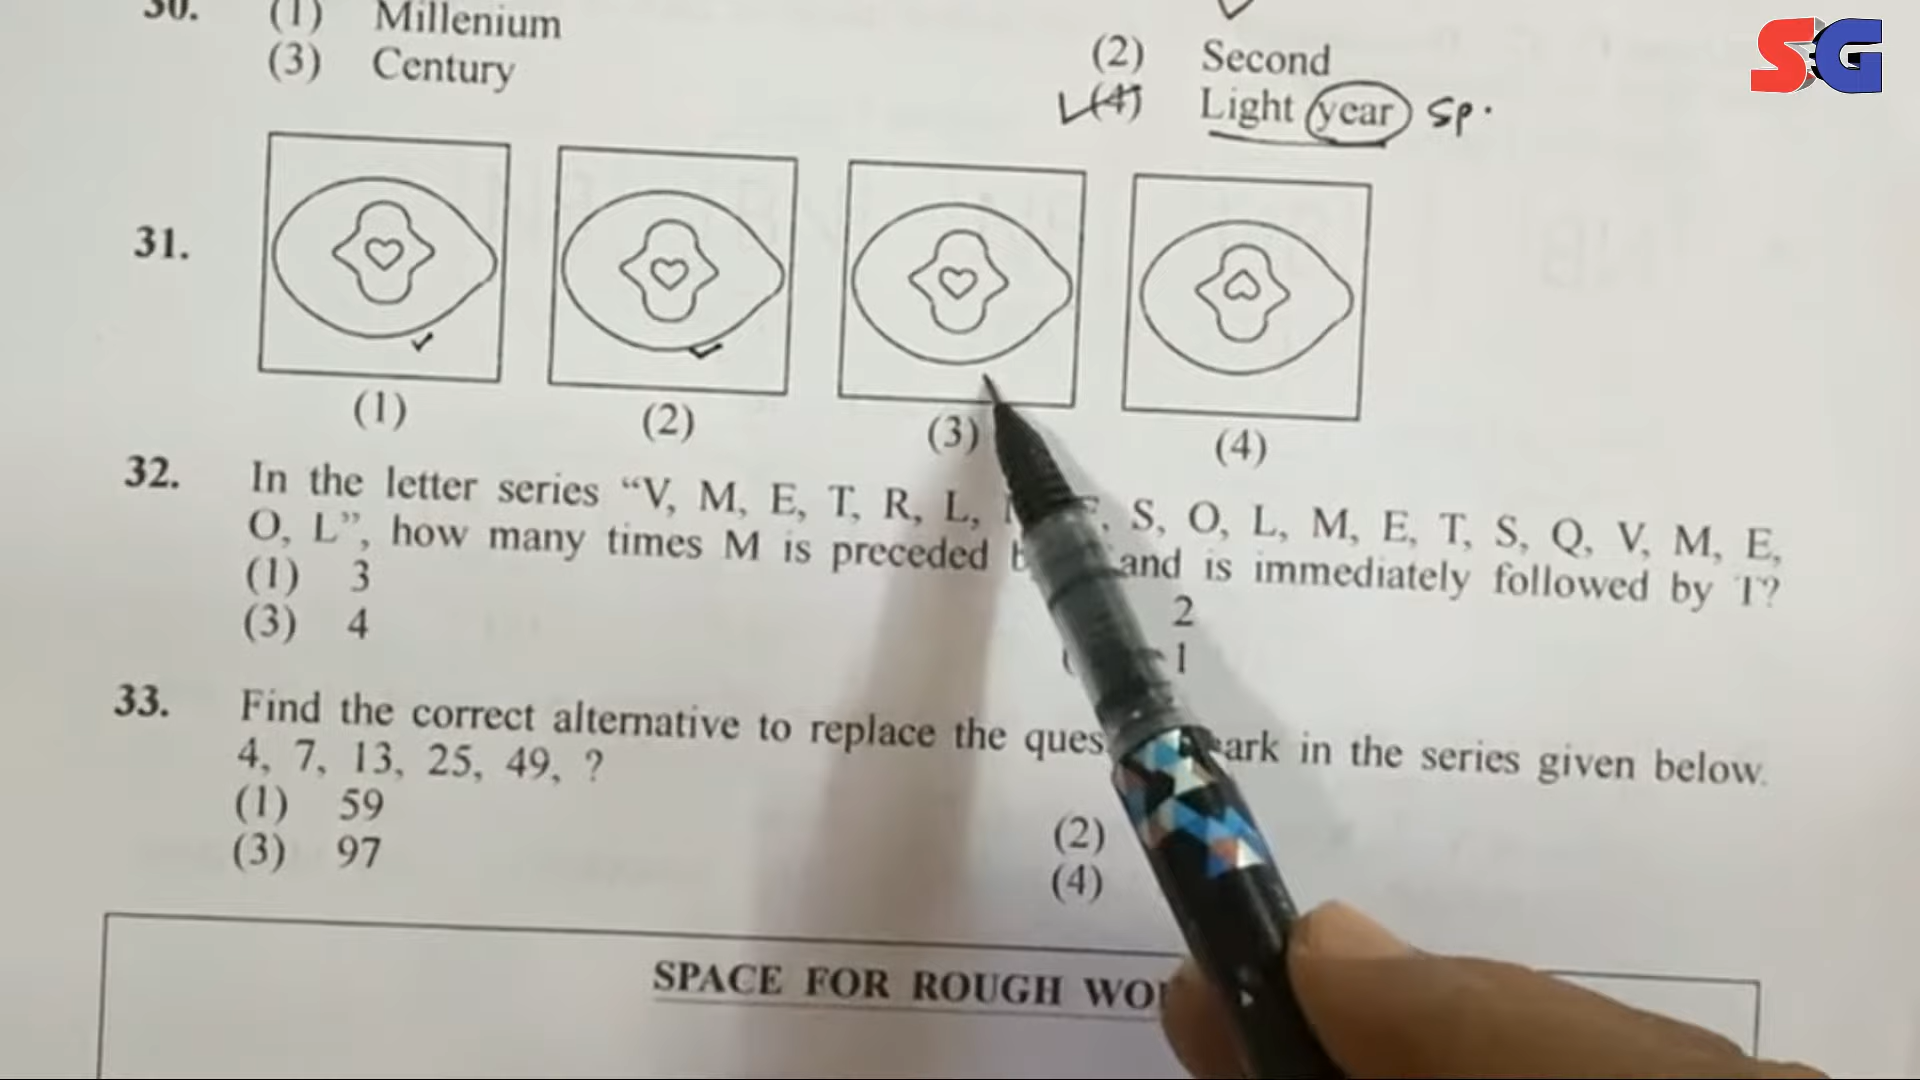 SG
30. (1) Millenium
(2) Second
(3) Century
(4) Light year sp.
31.
(1) (2) (3) (4)
32. In the letter series “V, M, E, T, R, L, S, O, L, M, E, T, S, Q, V, M, E,
O, L”, how many times M is preceded and is immediately followed by T?
(1) 3
2
(3) 4
1
33. Find the correct alternative to replace the in the series given below.
4, 7, 13, 25, 49, ?
(1) 59
(2)
(3) 97
(4)
SPACE FOR ROUGH